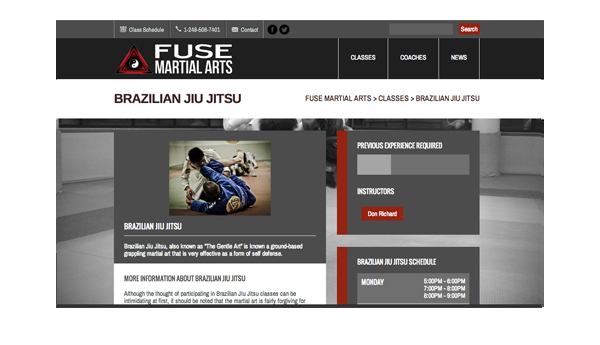 Class Schedule 1-248-508-7401 Contact Search
FUSE
MARTIAL ARTS
CLASSES COACHES NEWS
BRAZILIAN JIU JITSU
FUSE MARTIAL ARTS > CLASSES > BRAZILIAN JIU JITSU
BRAZILIAN JIU JITSU
Brazilian Jiu Jitsu, also known as "The Gentle Art" is known a ground-based
grappling martial art that is very effective as a form of self defense.
MORE INFORMATION ABOUT BRAZILIAN JIU JITSU
Although the thought of participating in Brazilian Jiu Jitsu classes can be
intimidating at first, it should be noted that the martial art is fairly forgiving for
PREVIOUS EXPERIENCE REQUIRED
INSTRUCTORS
Don Richard
BRAZILIAN JIU JITSU SCHEDULE
MONDAY 5:00PM - 6:00PM
7:00PM - 8:00PM
8:00PM - 9:00PM